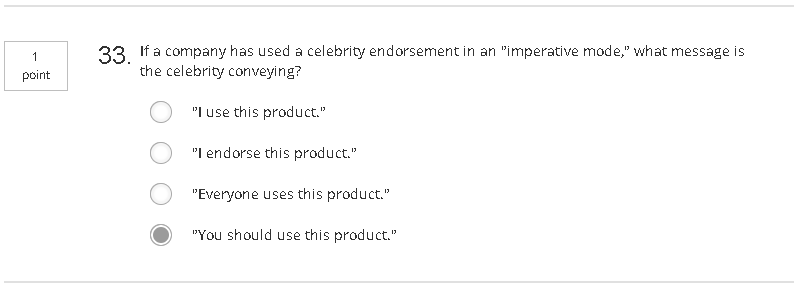 1
point
33. If a company has used a celebrity endorsement in an "imperative mode," what message is
the celebrity conveying?
"I use this product."
"I endorse this product."
"Everyone uses this product."
"You should use this product."